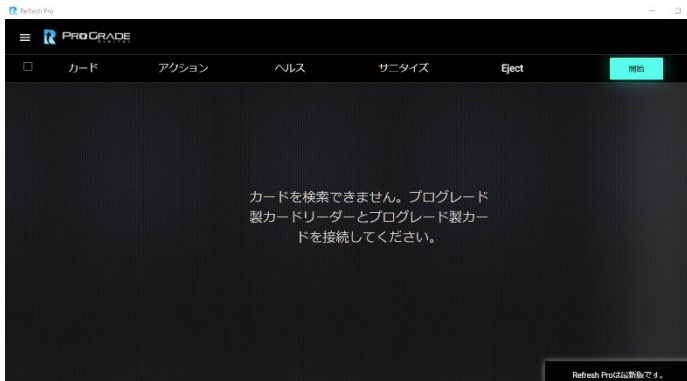 Refresh Pro
PROGRADE
DIGITAL
カード アクション ヘルス サニタイズ Eject 開始
カードを検索できません。プログレード
製カードリーダーとプログレード製カー
ドを接続してください。
Refresh Proは最新版です。